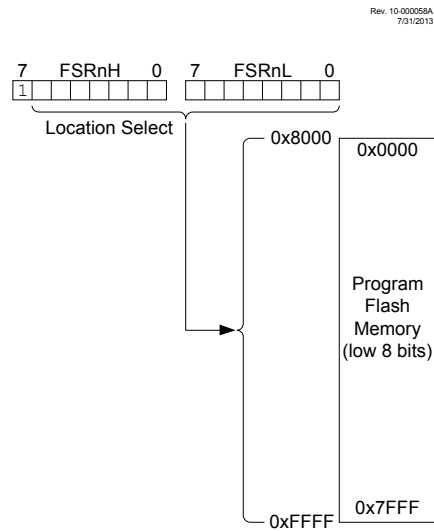 Rev. 10-000058A
7/31/2013
7 FSRnH 0 7 FSRnL 0
1
Location Select
0x8000
0x0000
Program
Flash
Memory
(low 8 bits)
0x7FFF
0xFFFF